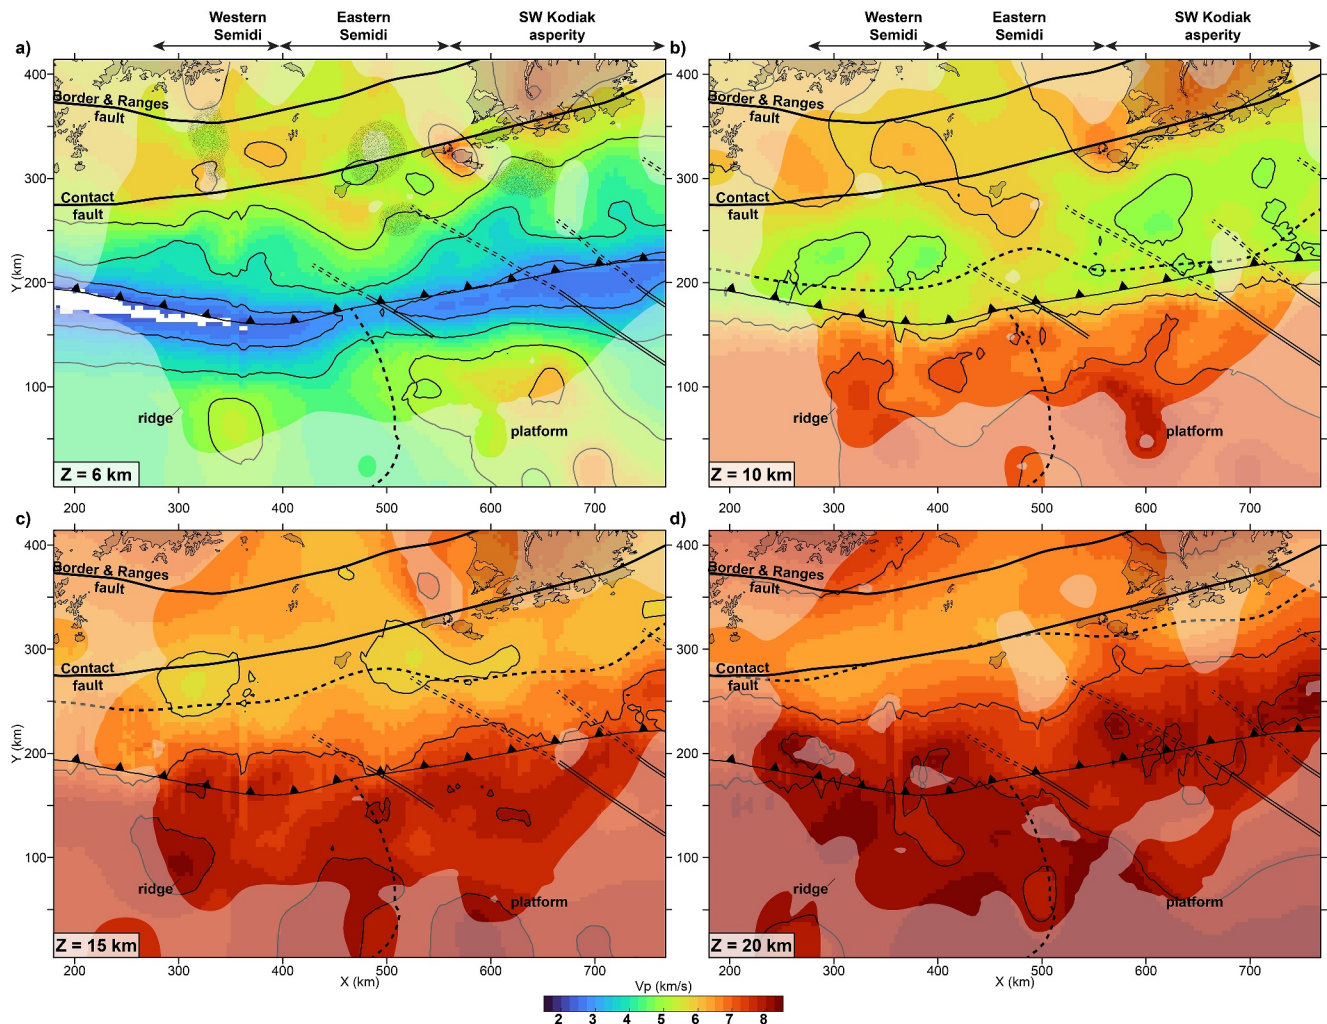 Western Eastern SW Kodiak
Semidi Semidi asperity
Western Eastern SW Kodiak
Semidi Semidi asperity
a)
400
300
200
100
Y (km)
Border & Ranges
fault
Contact
fault
ridge
platform
Z = 6 km
200 300 400 500 600 700
b)
400
300
200
100
Border & Ranges
fault
Contact
fault
ridge
platform
Z = 10 km
200 300 400 500 600 700
c)
400
300
200
100
Y (km)
Border & Ranges
fault
Contact
fault
ridge
platform
Z = 15 km
200 300 400 500 600 700
X (km)
d)
400
300
200
100
Border & Ranges
fault
Contact
fault
ridge
platform
Z = 20 km
200 300 400 500 600 700
X (km)
Vp (km/s)
2 3 4 5 6 7 8